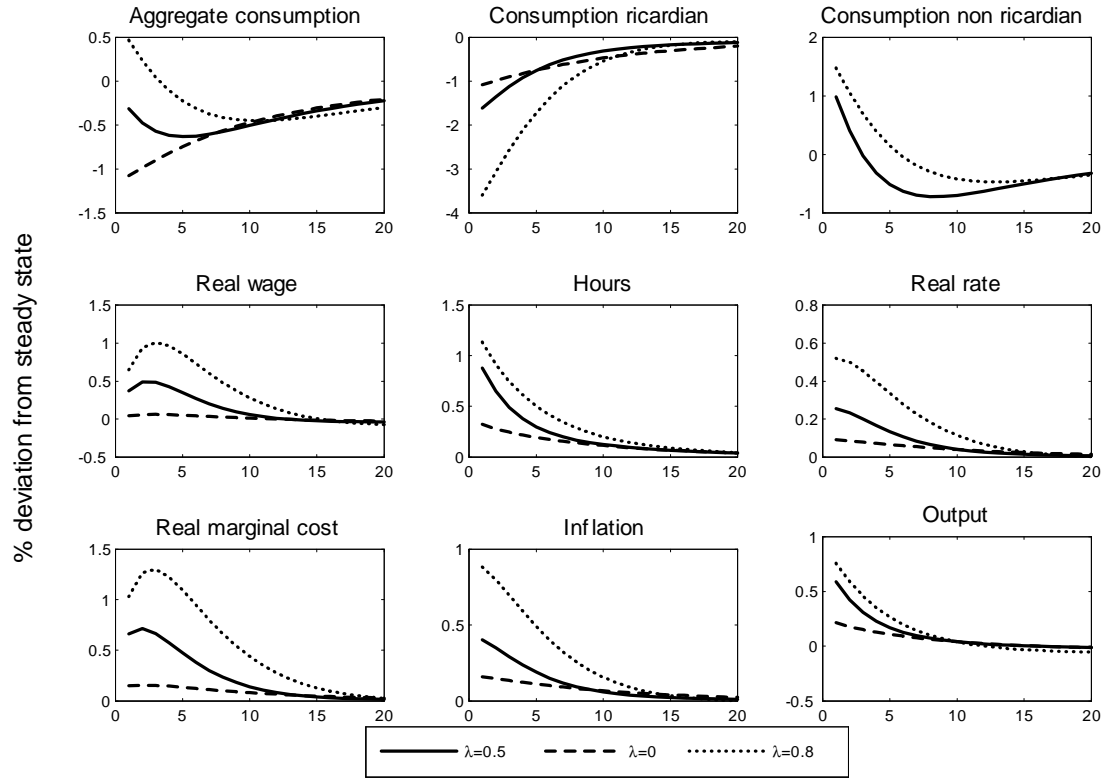 Aggregate consumption
Consumption ricardian
Consumption non ricardian
0.5
0
-0.5
-1
-1.5
0 5 10 15 20
0
-1
-2
-3
-4
0 5 10 15 20
2
1
0
-1
0 5 10 15 20
% deviation from steady state
Real wage
Hours
Real rate
1.5
1
0.5
0
-0.5
0 5 10 15 20
1.5
1
0.5
0
0 5 10 15 20
0.8
0.6
0.4
0.2
0
0 5 10 15 20
Real marginal cost
Inflation
Output
1.5
1
0.5
0
0 5 10 15 20
1
0.5
0
0 5 10 15 20
1
0.5
0
-0.5
0 5 10 15 20
λ=0.5 λ=0 λ=0.8